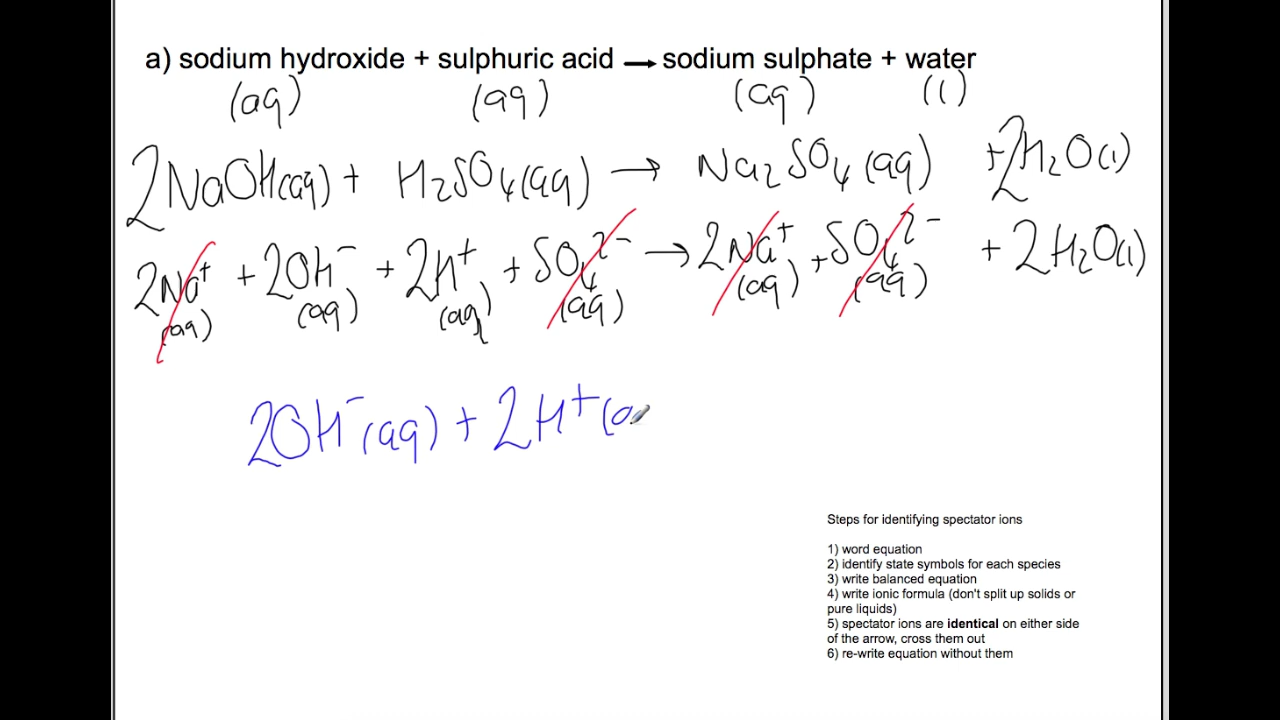 a) sodium hydroxide + sulphuric acid → sodium sulphate + water
(aq) (aq) (aq) (l)
2NaOH(aq) + H₂SO₄(aq) → Na₂SO₄(aq) + 2H₂O(l)
2Na⁺(aq) + 2OH⁻(aq) + 2H⁺(aq) + SO₄²⁻(aq) → 2Na⁺(aq) + SO₄²⁻(aq) + 2H₂O(l)
2OH⁻(aq) + 2H⁺(a
Steps for identifying spectator ions
1) word equation
2) identify state symbols for each species
3) write balanced equation
4) write ionic formula (don't split up solids or
pure liquids)
5) spectator ions are identical on either side
of the arrow, cross them out
6) re-write equation without them